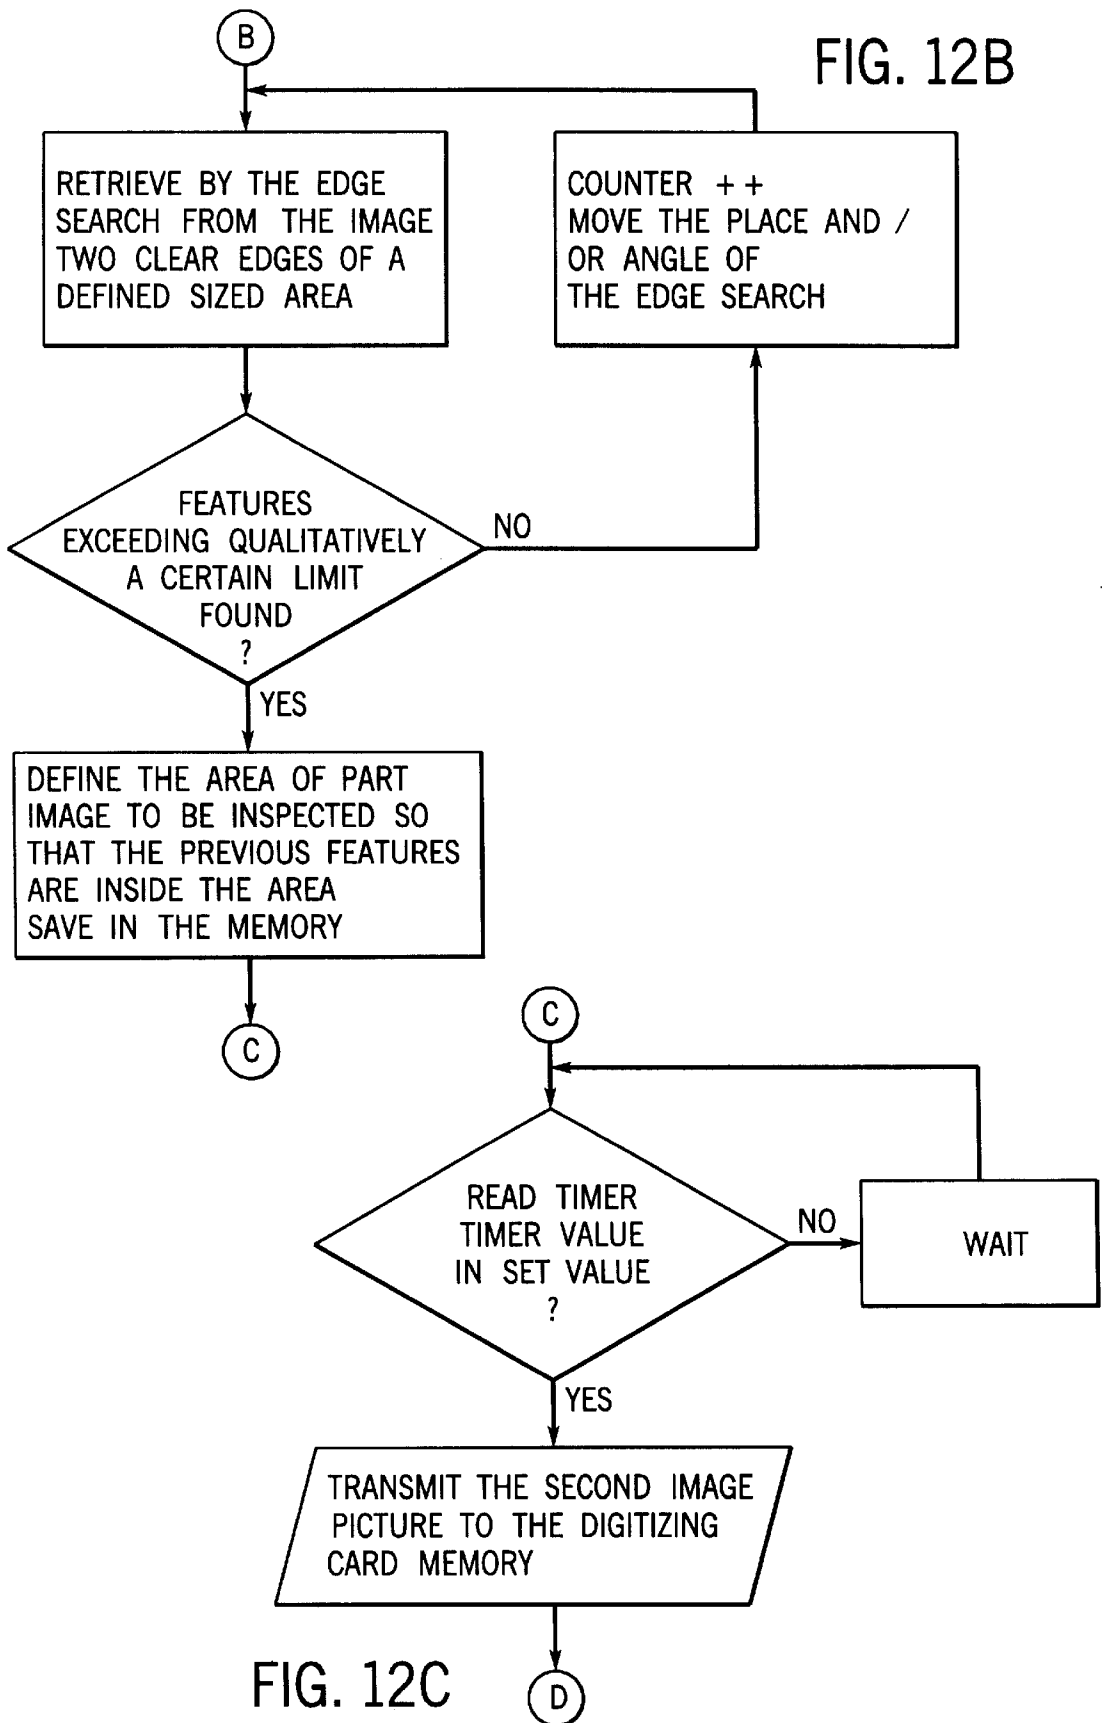 B
FIG. 12B
RETRIEVE BY THE EDGE
SEARCH FROM THE IMAGE
TWO CLEAR EDGES OF A
DEFINED SIZED AREA
COUNTER ++
MOVE THE PLACE AND /
OR ANGLE OF
THE EDGE SEARCH
FEATURES
EXCEEDING QUALITATIVELY
A CERTAIN LIMIT
FOUND
?
NO
YES
DEFINE THE AREA OF PART
IMAGE TO BE INSPECTED SO
THAT THE PREVIOUS FEATURES
ARE INSIDE THE AREA
SAVE IN THE MEMORY
C
C
READ TIMER
TIMER VALUE
IN SET VALUE
?
NO
WAIT
YES
TRANSMIT THE SECOND IMAGE
PICTURE TO THE DIGITIZING
CARD MEMORY
FIG. 12C
D